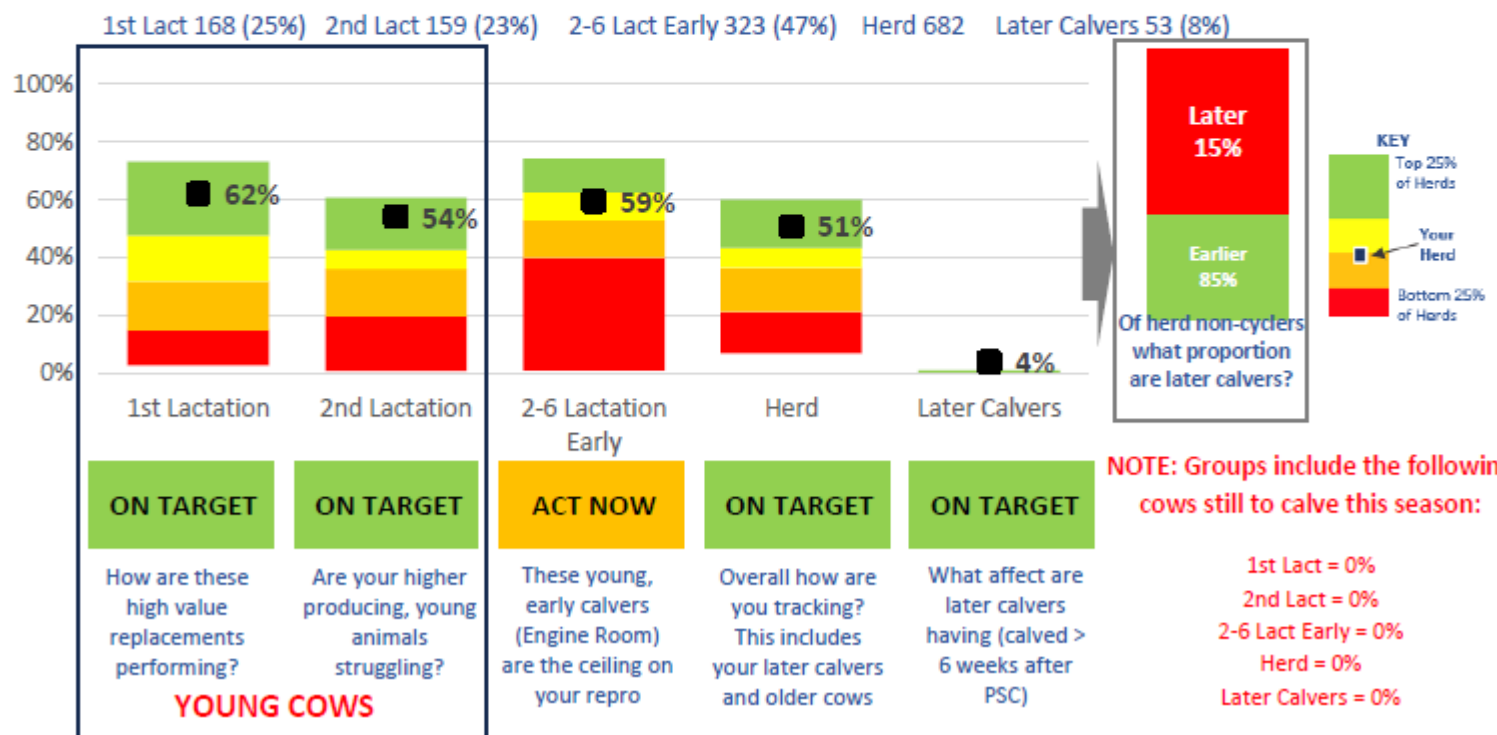 1st Lact 168 (25%) 2nd Lact 159 (23%) 2-6 Lact Early 323 (47%) Herd 682 Later Calvers 53 (8%)
100%
80%
60%
40%
20%
0%
62%
54%
59%
51%
4%
1st Lactation
2nd Lactation
2-6 Lactation
Early
Herd
Later Calvers
Later
15%
Earlier
85%
Of herd non-cyclers
what proportion
are later calvers?
KEY
Top 25%
of Herds
Your
Herd
Bottom 25%
of Herds
ON TARGET
ON TARGET
ACT NOW
ON TARGET
ON TARGET
How are these
high value
replacements
performing?
Are your higher
producing, young
animals
struggling?
YOUNG COWS
These young,
early calvers
(Engine Room)
are the ceiling on
your repro
Overall how are
you tracking?
This includes
your later calvers
and older cows
What affect are
later calvers
having (calved >
6 weeks after
PSC)
NOTE: Groups include the followin
cows still to calve this season:
1st Lact = 0%
2nd Lact = 0%
2-6 Lact Early = 0%
Herd = 0%
Later Calvers = 0%